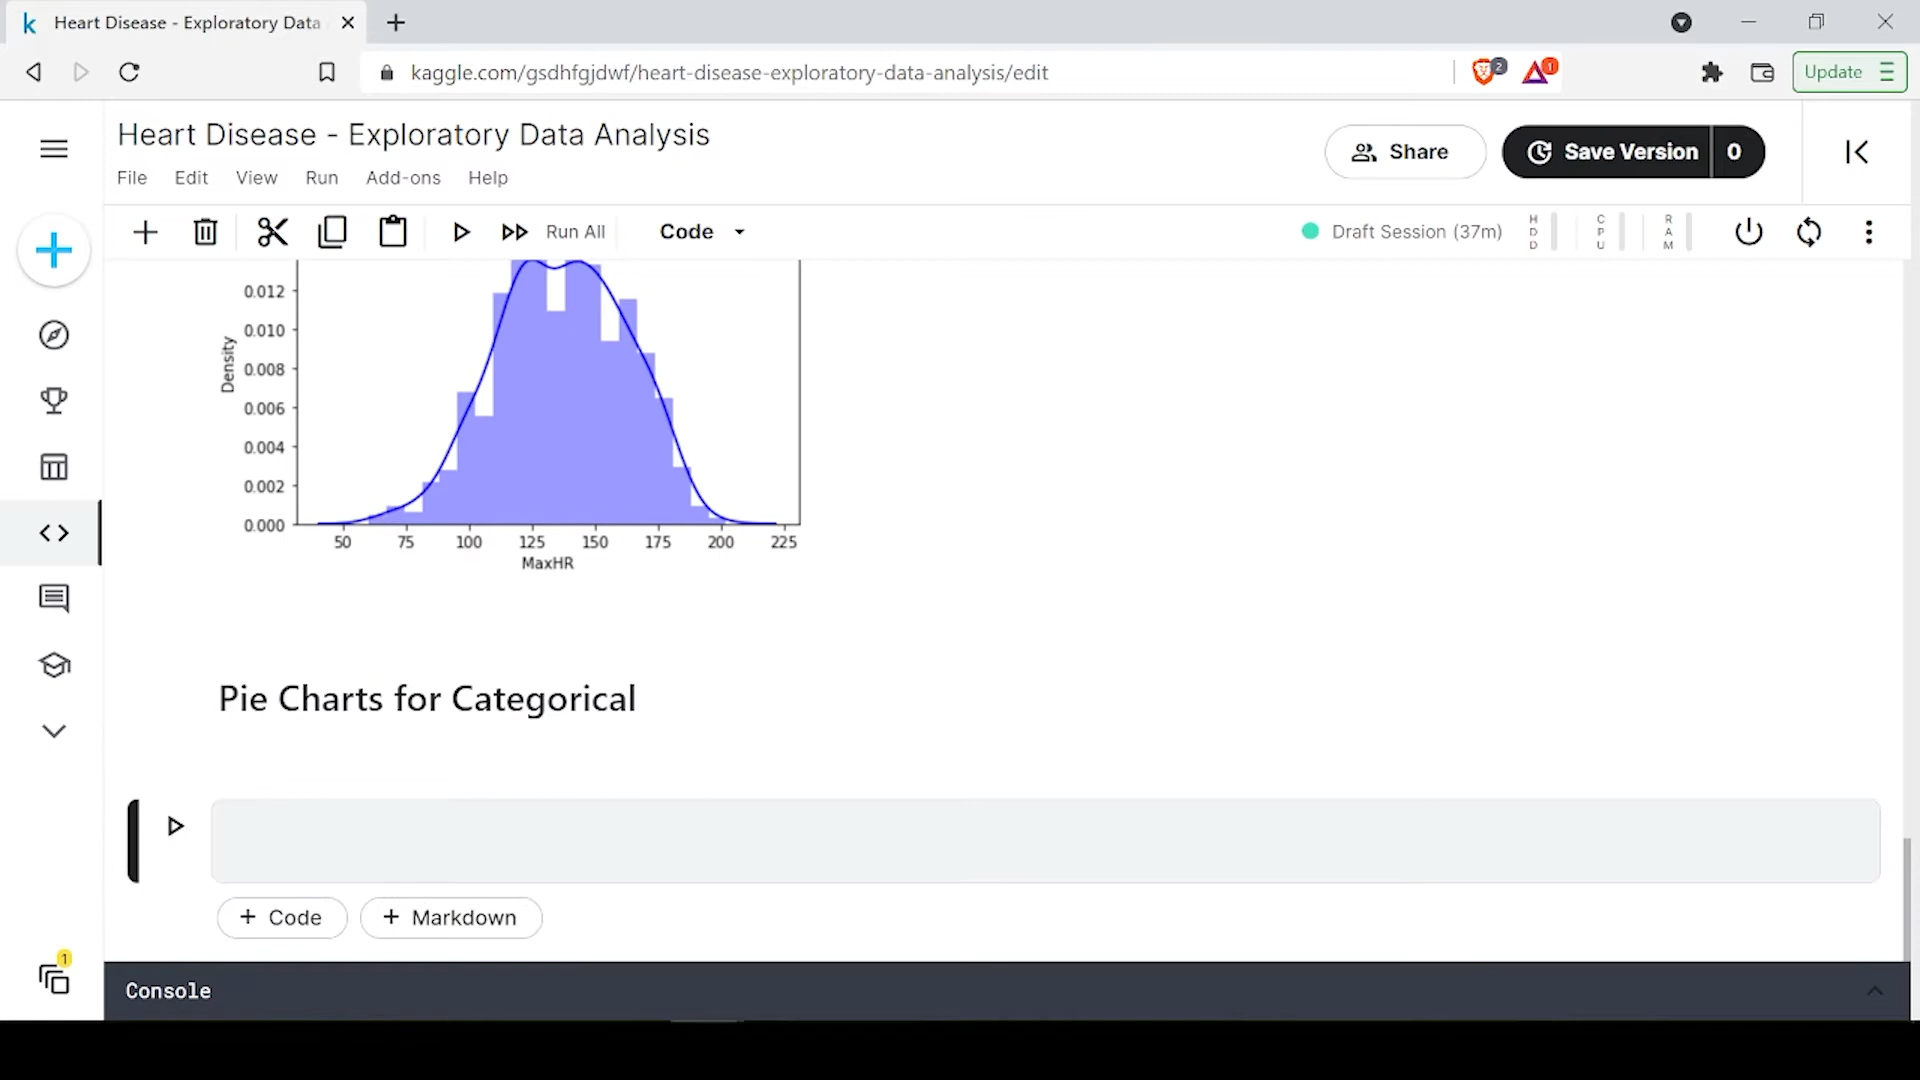 Heart Disease - Exploratory Data
kaggle.com/gsdhfgjdwf/heart-disease-exploratory-data-analysis/edit
2
1
Update
Heart Disease - Exploratory Data Analysis
File Edit View Run Add-ons Help
Share
Save Version 0
Run All
Code
Draft Session (37m)
HDD
CPU
RAM
0.012
0.010
0.008
0.006
0.004
0.002
0.000
Density
50 75 100 125 150 175 200 225
MaxHR
Pie Charts for Categorical
+ Code
+ Markdown
1
Console